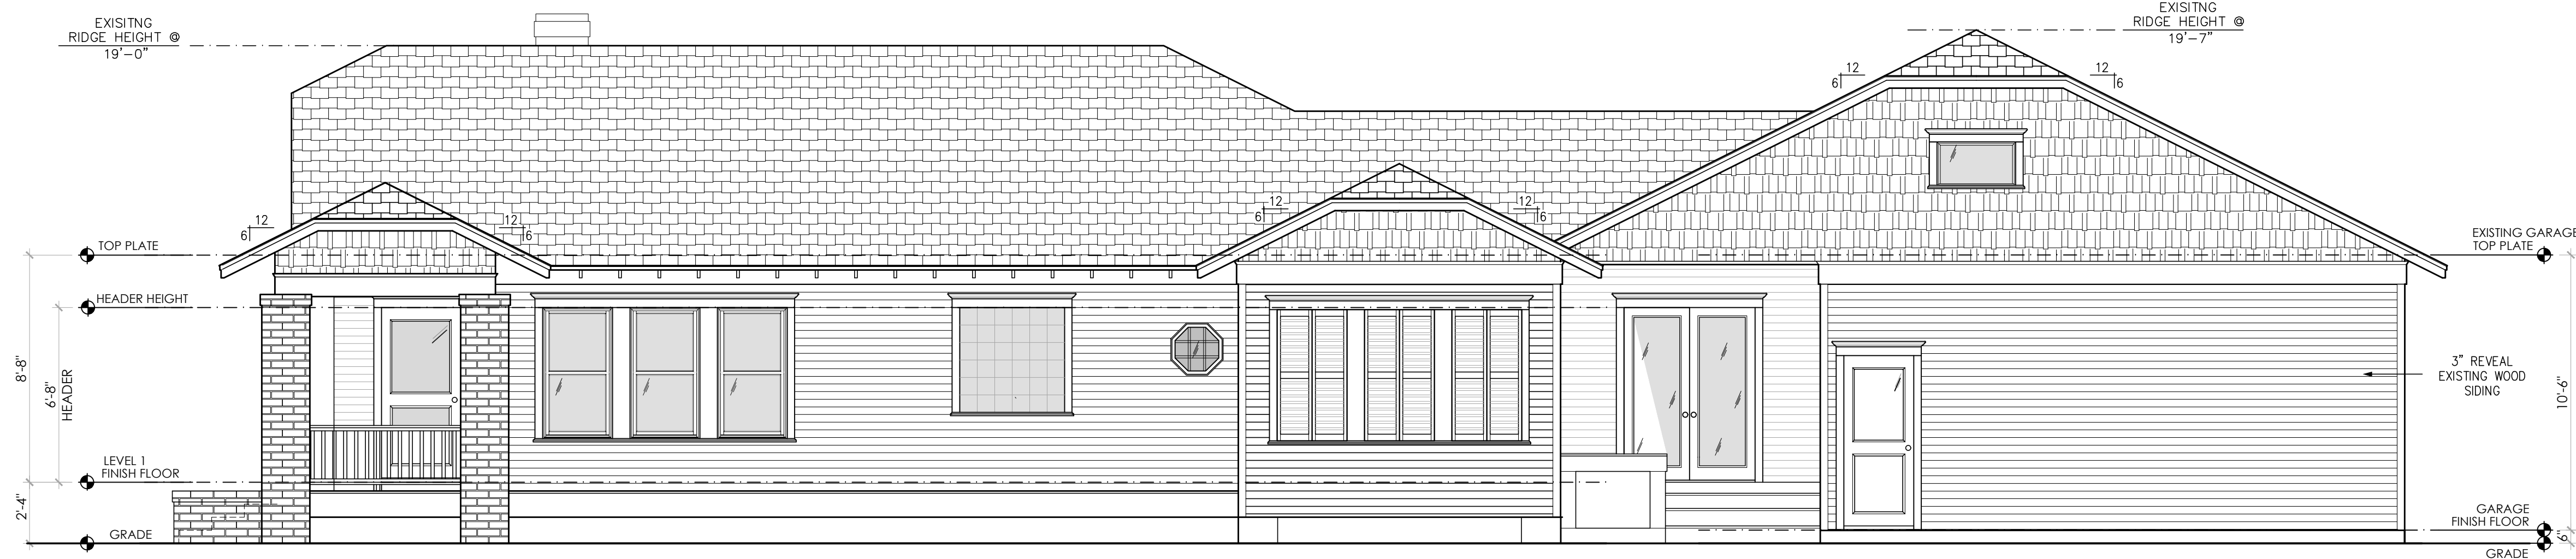 EXISITNG
RIDGE HEIGHT @
19'-0"
EXISITNG
RIDGE HEIGHT @
19'-7"
12
6
12
6
12
6
12
6
12
6
12
6
TOP PLATE
HEADER HEIGHT
8'-8"
6'-8"
HEADER
LEVEL 1
FINISH FLOOR
2'-4"
GRADE
EXISTING GARAGE
TOP PLATE
3" REVEAL
EXISTING WOOD
SIDING
10'-6"
GARAGE
FINISH FLOOR
6"
GRADE